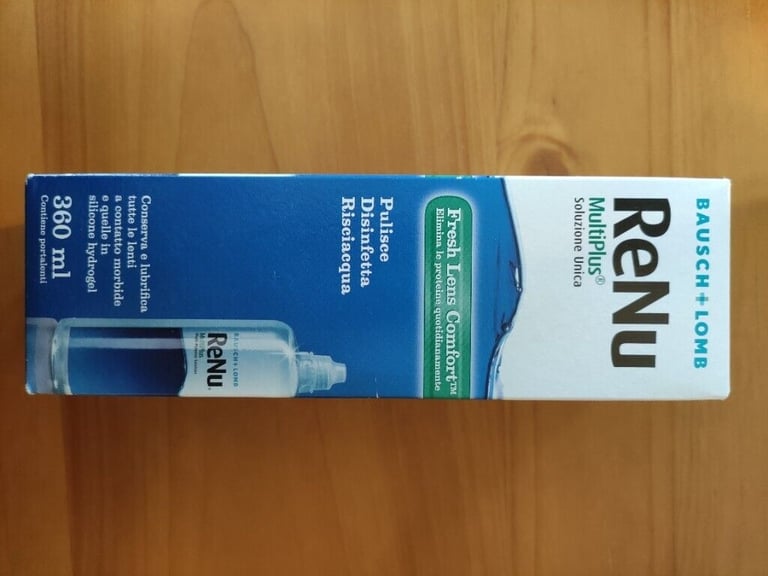 BAUSCH + LOMB
ReNu
MultiPlus®
Soluzione Unica
Fresh Lens Comfort™
Elimina le proteine quotidianamente
Pulisce
Disinfetta
Risciacqua
BAUSCH + LOMB
ReNu
MultiPlus
Conserva e lubrifica
tutte le lenti
a contatto morbide
e quelle in
silicone hydrogel
360 ml
Contiene portalenti